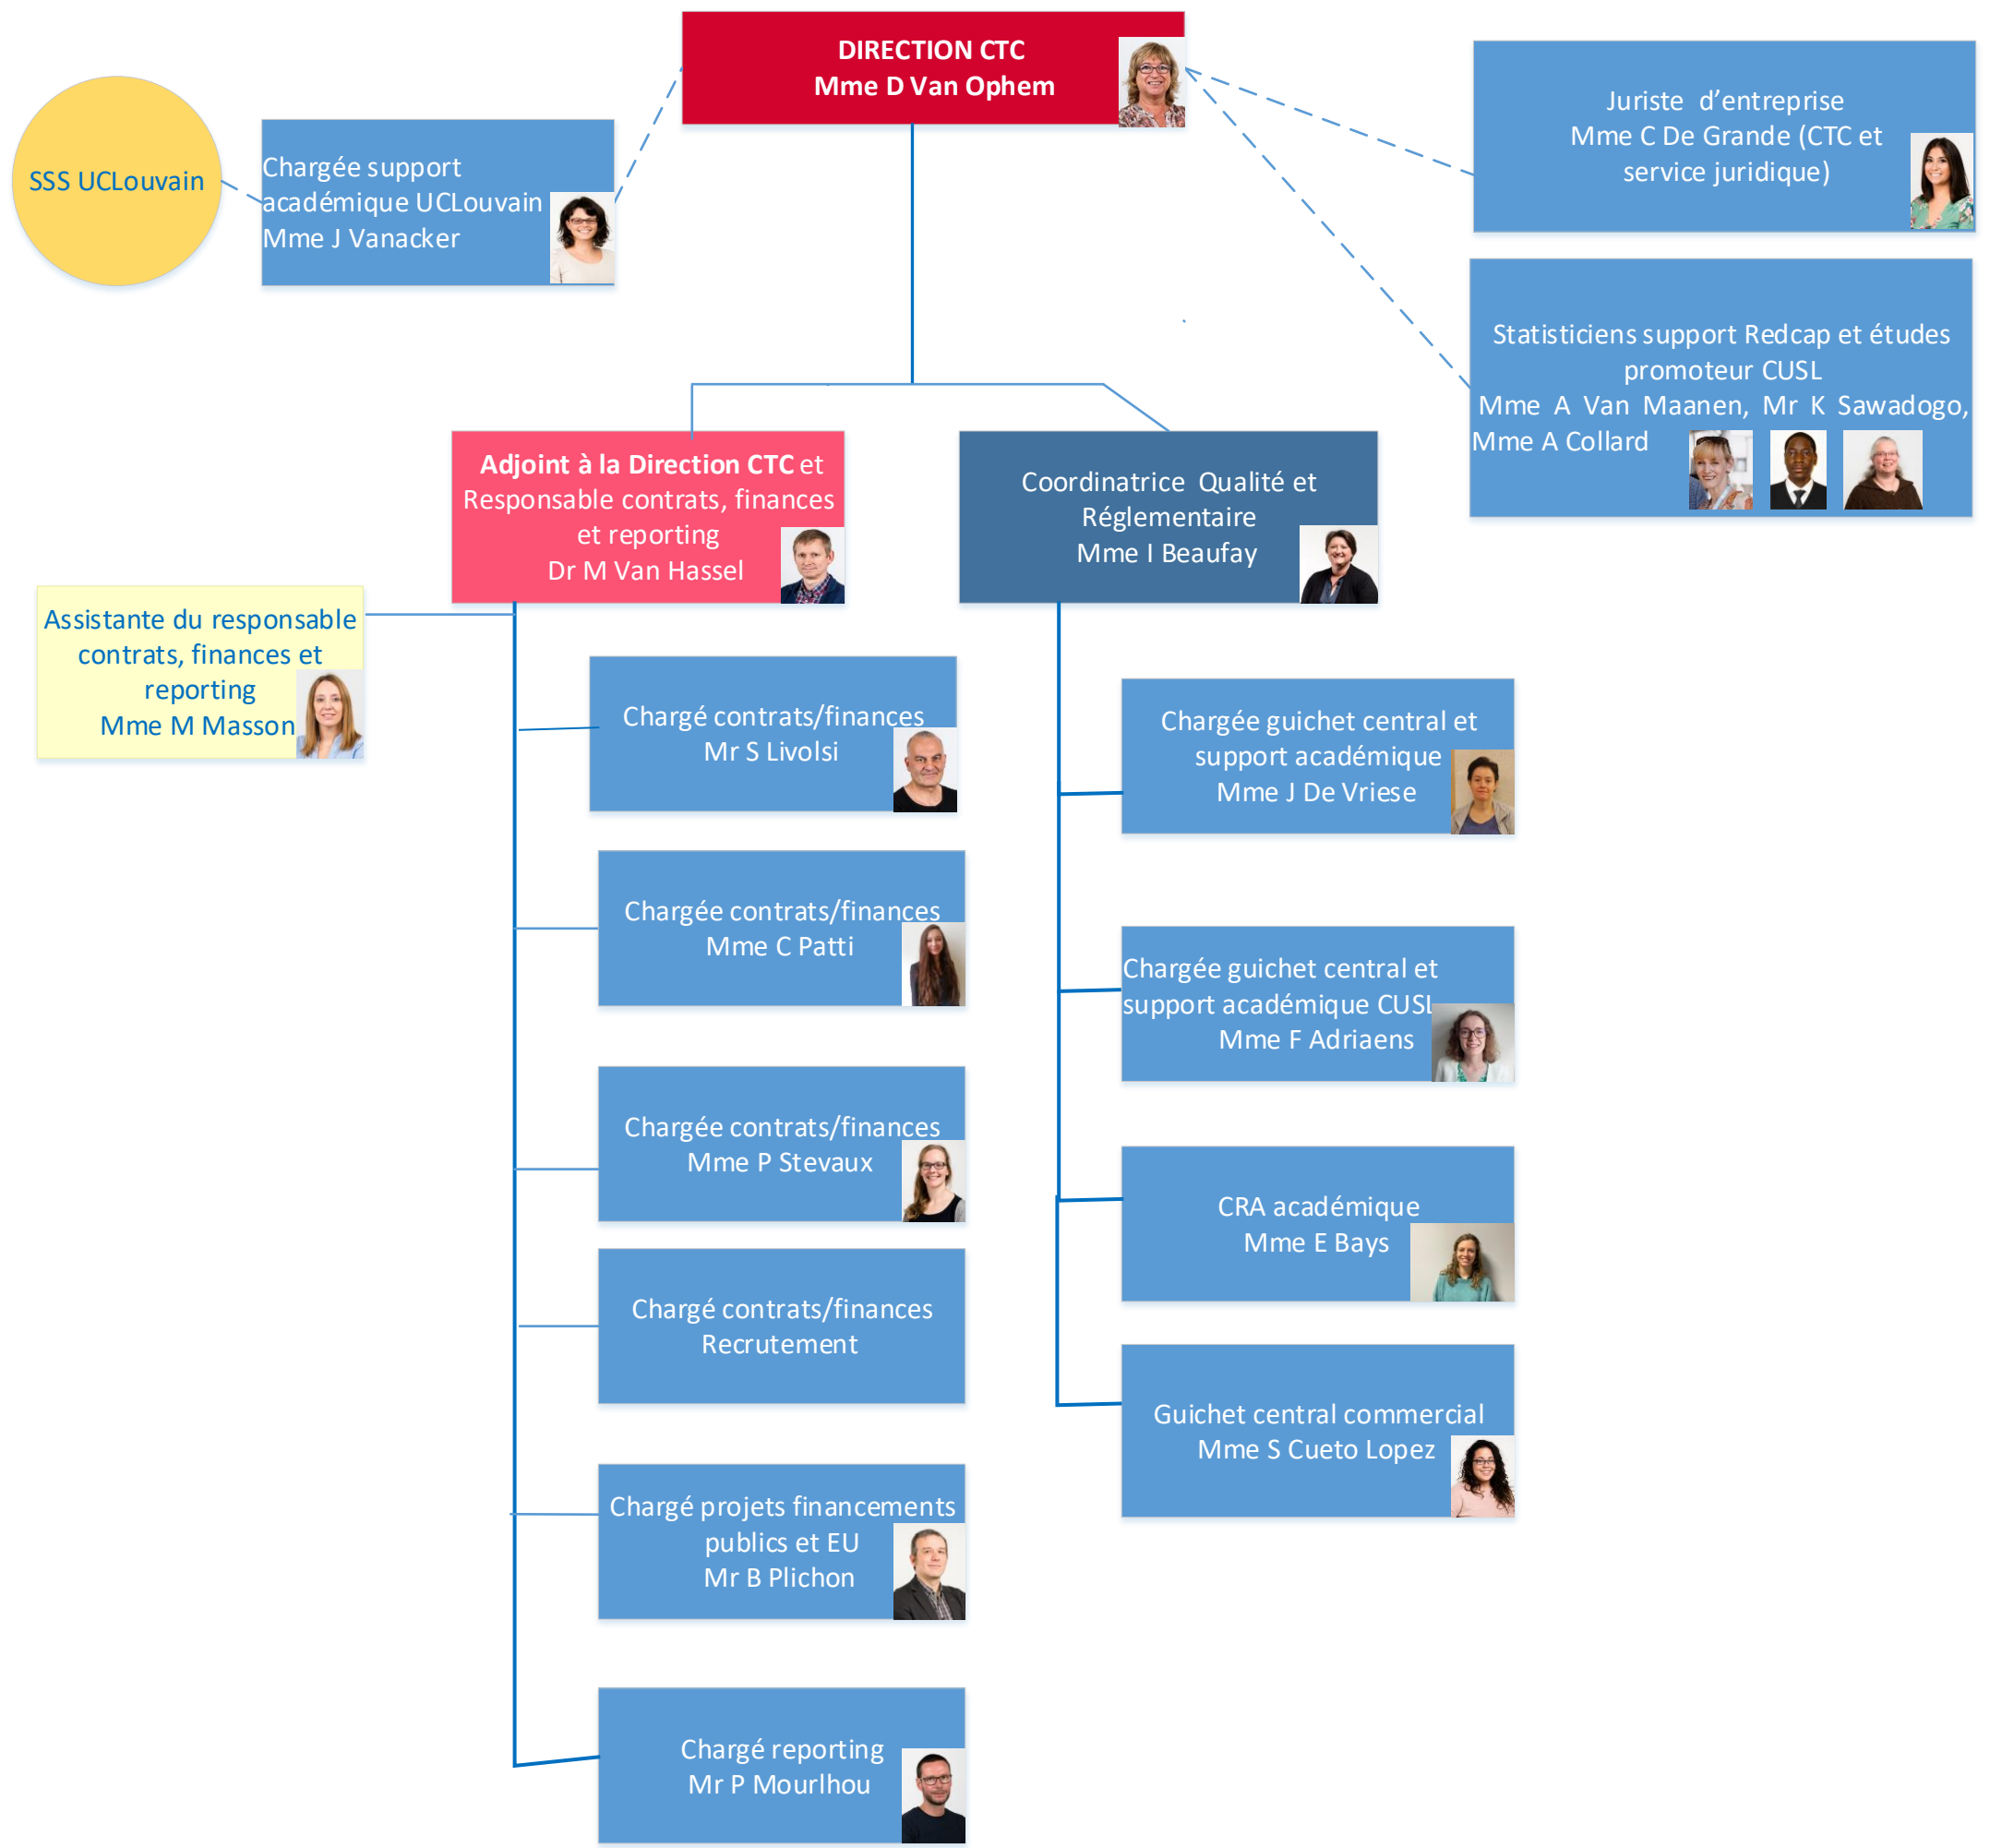 DIRECTION CTC
Mme D Van Ophem
SSS UCLouvain
Chargée support
académique UCLouvain
Mme J Vanacker
Juriste d’entreprise
Mme C De Grande (CTC et
service juridique)
Statisticiens support Redcap et études
promoteur CUSL
Mme A Van Maanen, Mr K Sawadogo,
Mme A Collard
Adjoint à la Direction CTC et
Responsable contrats, finances
et reporting
Dr M Van Hassel
Coordinatrice Qualité et
Réglementaire
Mme I Beaufay
Assistante du responsable
contrats, finances et
reporting
Mme M Masson
Chargé contrats/finances
Mr S Livolsi
Chargée contrats/finances
Mme C Patti
Chargée contrats/finances
Mme P Stevaux
Chargé contrats/finances
Recrutement
Chargé projets financements
publics et EU
Mr B Plichon
Chargé reporting
Mr P Mourlhou
Chargée guichet central et
support académique
Mme J De Vriese
Chargée guichet central et
support académique CUSL
Mme F Adriaens
CRA académique
Mme E Bays
Guichet central commercial
Mme S Cueto Lopez